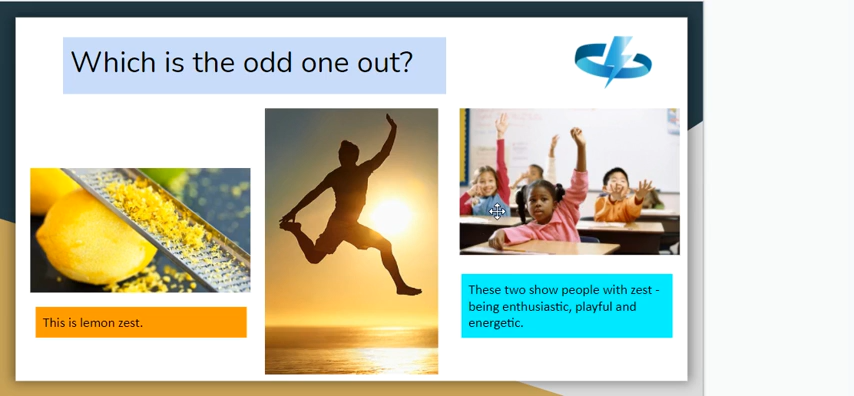 Which is the odd one out?
This is lemon zest.
These two show people with zest -
being enthusiastic, playful and
energetic.